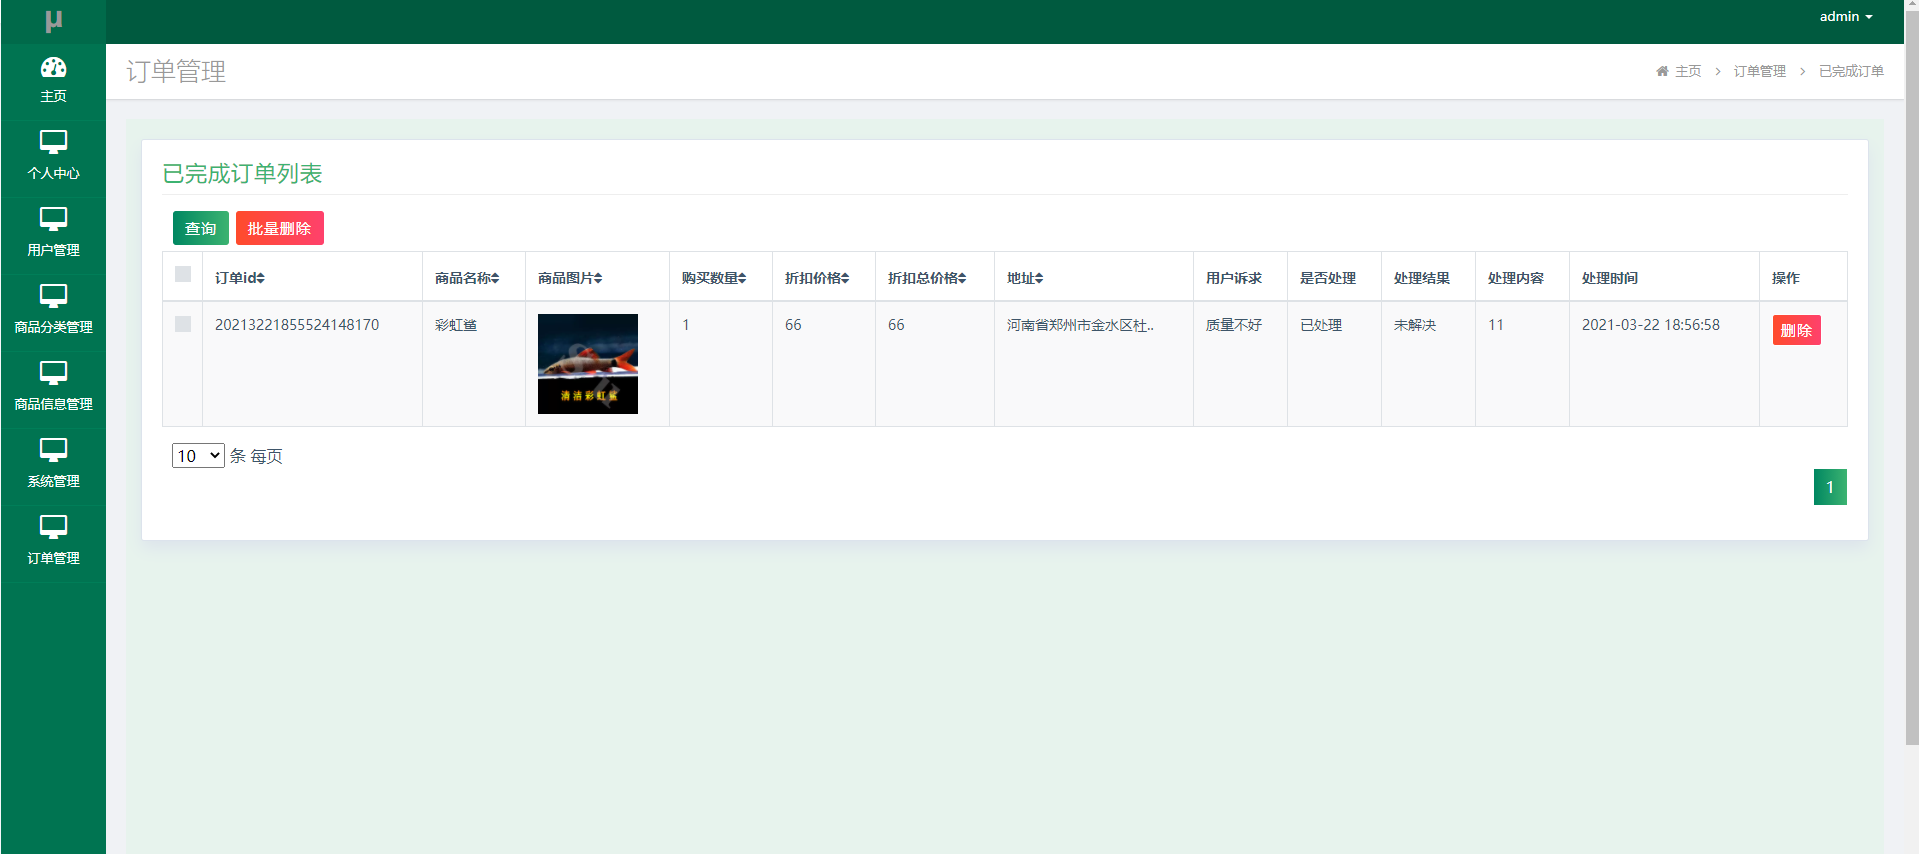 μ
admin
主页
个人中心
用户管理
商品分类管理
商品信息管理
系统管理
订单管理
订单管理
主页 > 订单管理 > 已完成订单
已完成订单列表
查询 批量删除
订单id 商品名称 商品图片 购买数量 折扣价格 折扣总价格 地址 用户诉求 是否处理 处理结果 处理内容 处理时间 操作
20213221855524148170 彩虹鲨 1 66 66 河南省郑州市金水区杜.. 质量不好 已处理 未解决 11 2021-03-22 18:56:58 删除
清洁彩虹鲨
10 条 每页
1